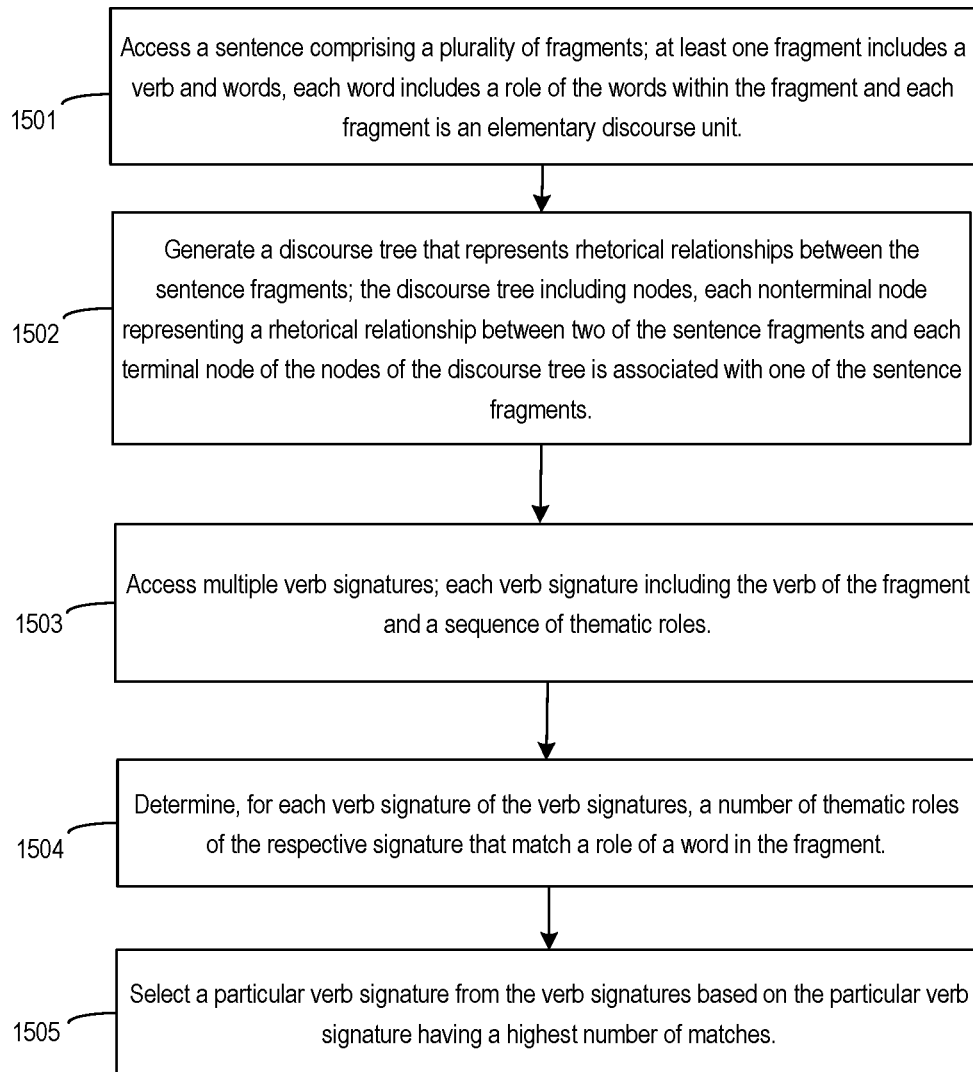 Access a sentence comprising a plurality of fragments; at least one fragment includes a
verb and words, each word includes a role of the words within the fragment and each
fragment is an elementary discourse unit.
1501
Generate a discourse tree that represents rhetorical relationships between the
sentence fragments; the discourse tree including nodes, each nonterminal node
representing a rhetorical relationship between two of the sentence fragments and each
terminal node of the nodes of the discourse tree is associated with one of the sentence
fragments.
1502
Access multiple verb signatures; each verb signature including the verb of the fragment
and a sequence of thematic roles.
1503
Determine, for each verb signature of the verb signatures, a number of thematic roles
of the respective signature that match a role of a word in the fragment.
1504
Select a particular verb signature from the verb signatures based on the particular verb
signature having a highest number of matches.
1505